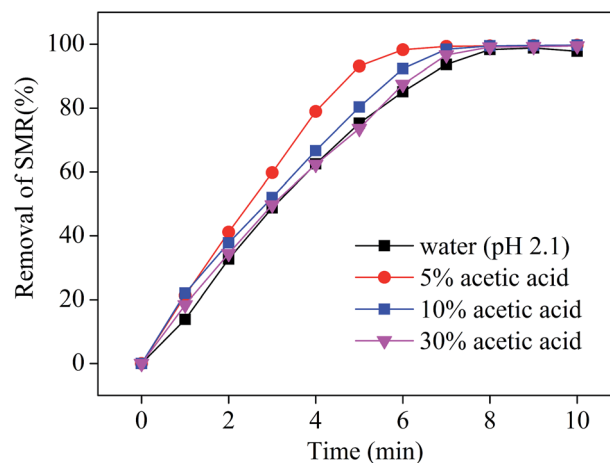 100
80
60
40
20
0
Removal of SMR(%)
water (pH 2.1)
5% acetic acid
10% acetic acid
30% acetic acid
0 2 4 6 8 10
Time (min)